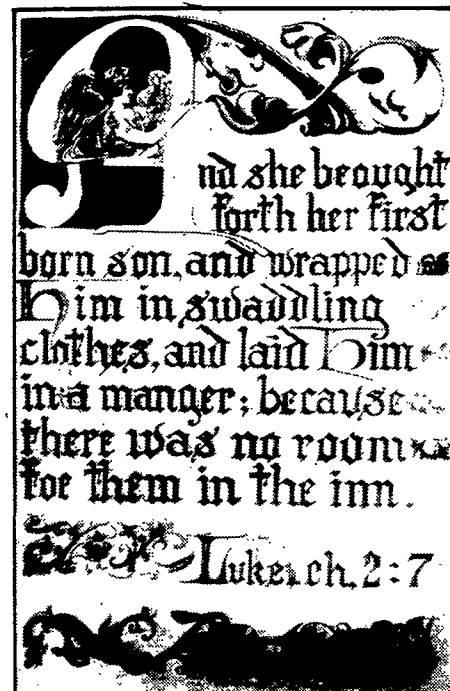 And she brought
forth her first
born son, and wrapped
Him in swaddling
clothes, and laid Him
in a manger; because
there was no room
for them in the inn.
Luke, ch. 2:7